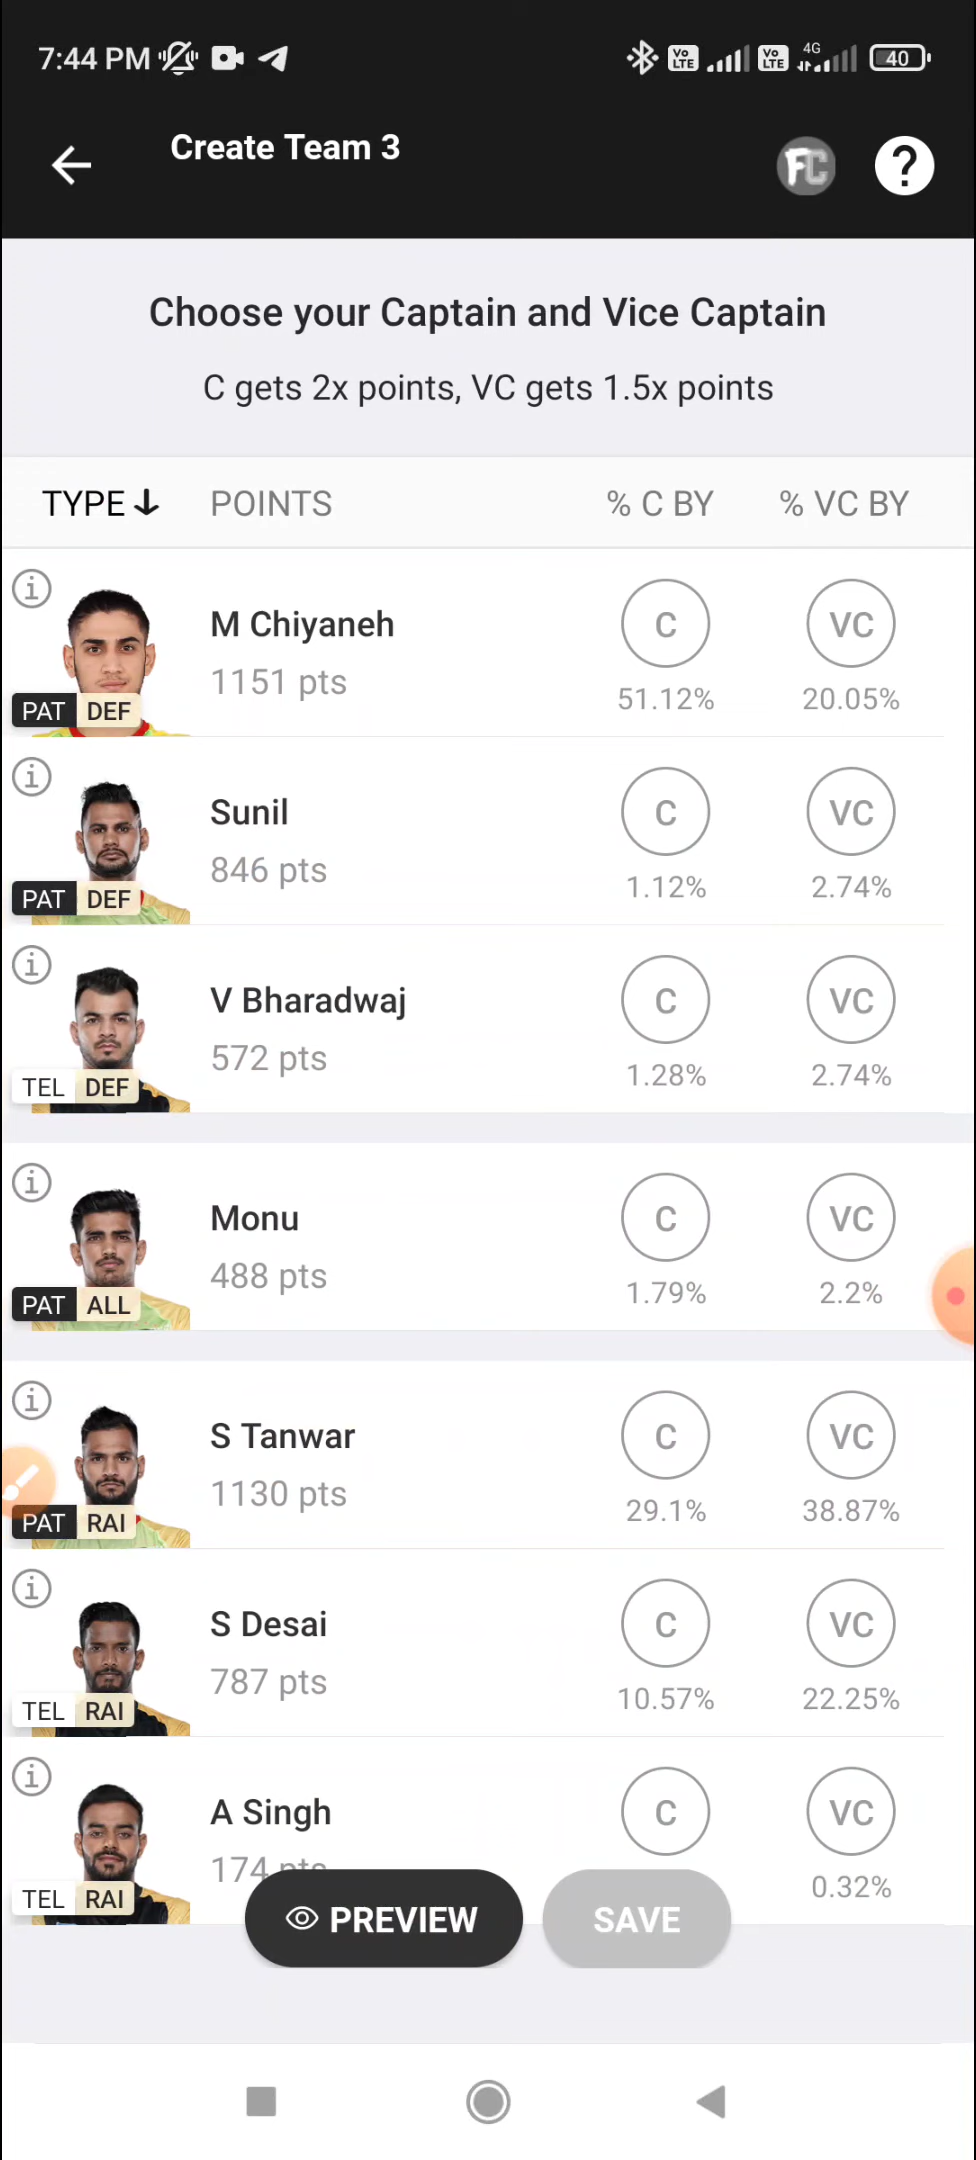 7:44 PM VoLTE VoLTE 4G 40
Create Team 3
FC ?
Choose your Captain and Vice Captain
C gets 2x points, VC gets 1.5x points
TYPE POINTS % C BY % VC BY
M Chiyaneh C VC
1151 pts 51.12% 20.05%
PAT DEF
Sunil C VC
846 pts 1.12% 2.74%
PAT DEF
V Bharadwaj C VC
572 pts 1.28% 2.74%
TEL DEF
Monu C VC
488 pts 1.79% 2.2%
PAT ALL
S Tanwar C VC
1130 pts 29.1% 38.87%
PAT RAI
S Desai C VC
787 pts 10.57% 22.25%
TEL RAI
A Singh C VC
174 pts 0.32%
TEL RAI
PREVIEW SAVE